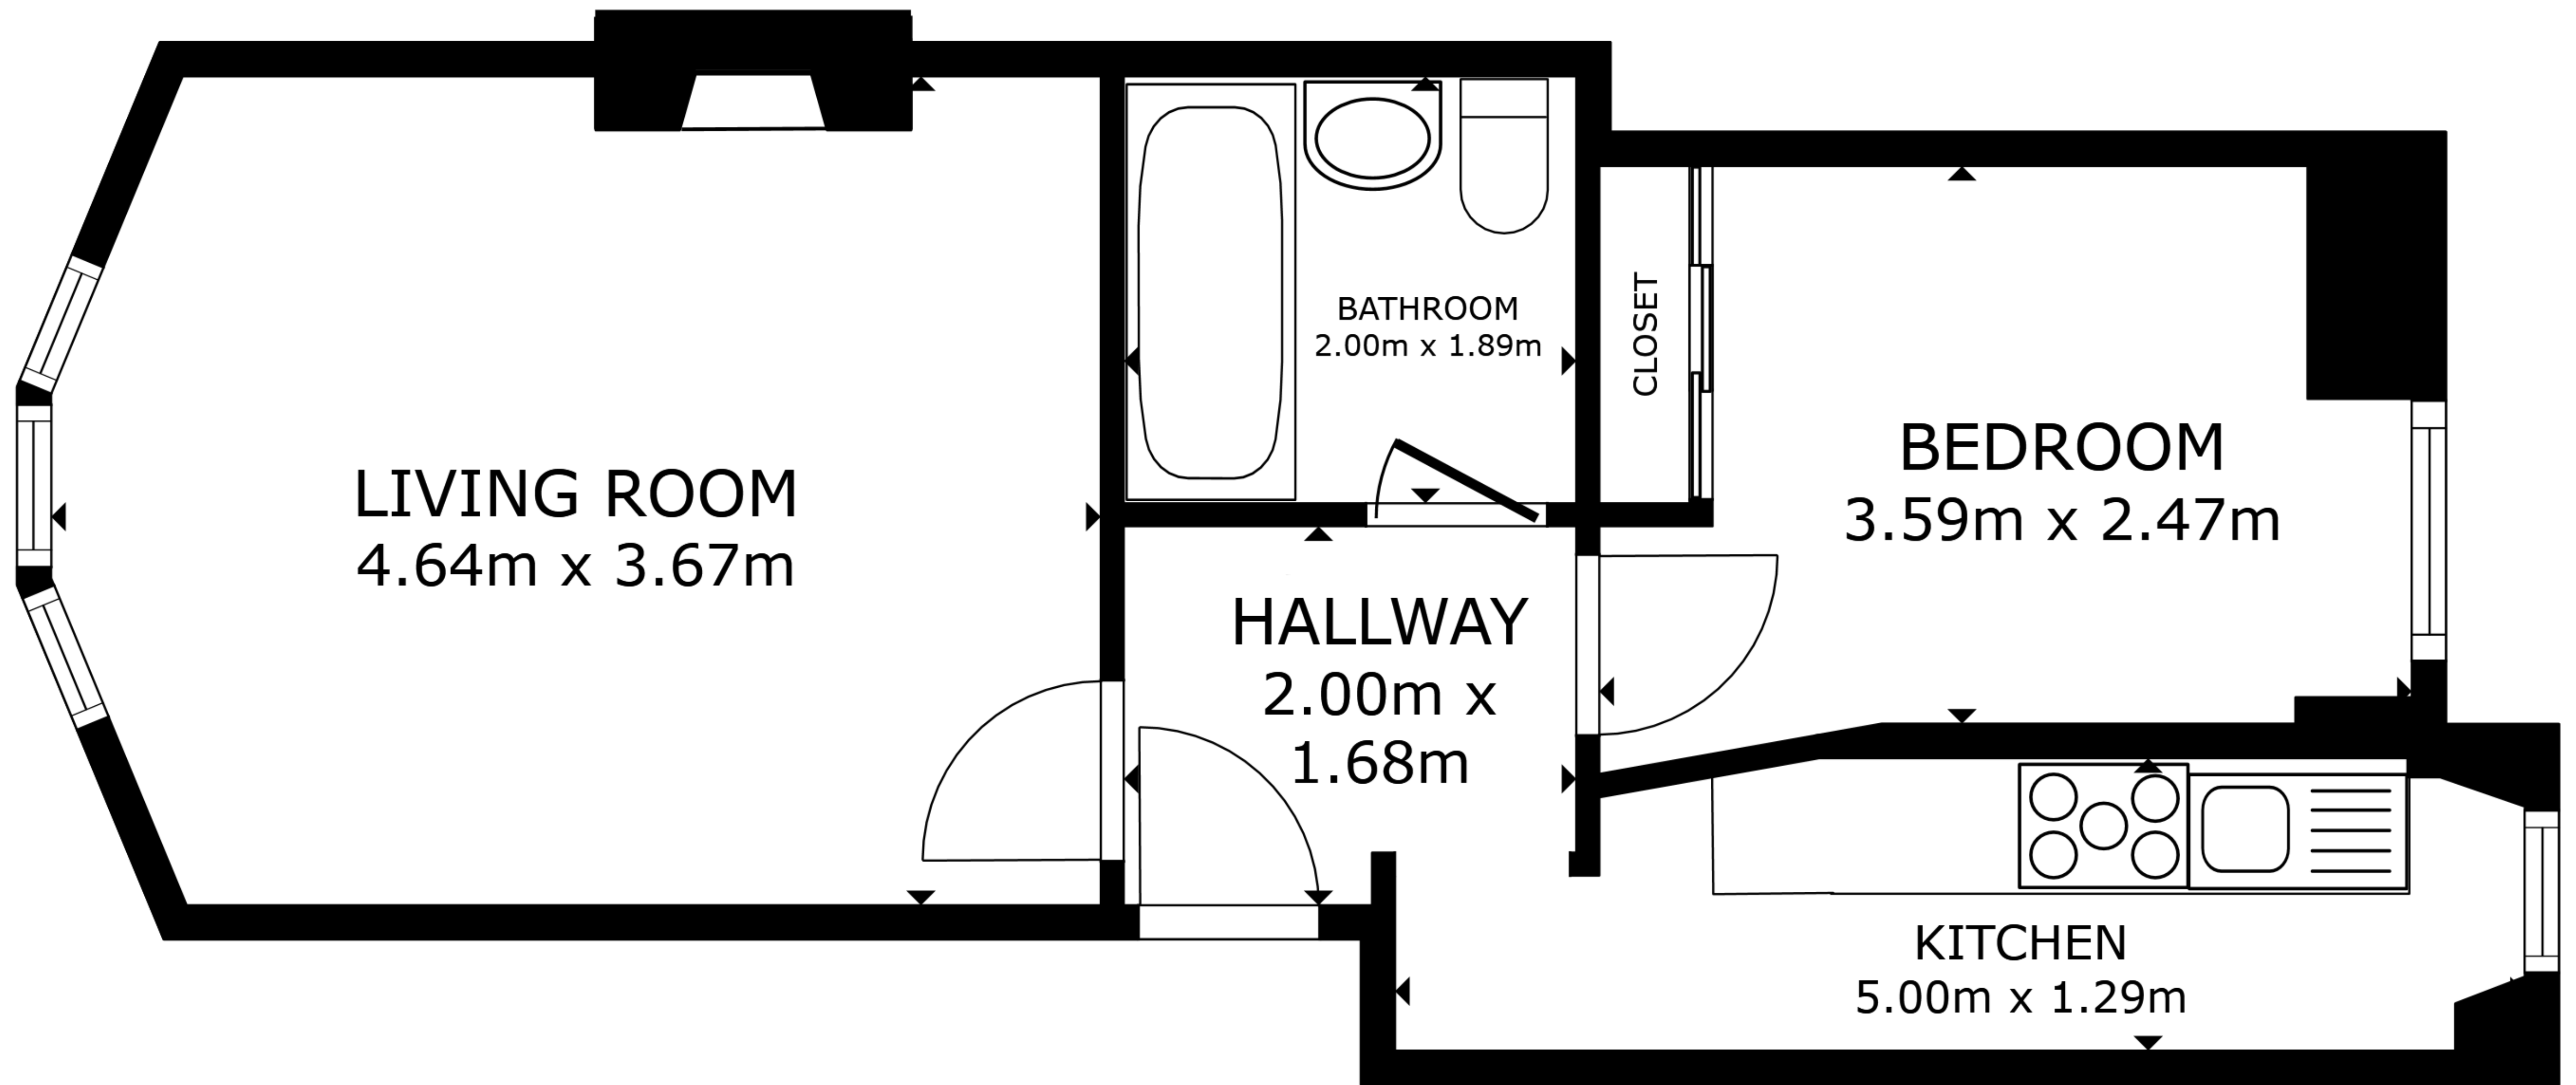 LIVING ROOM
4.64m x 3.67m
BATHROOM
2.00m x 1.89m
CLOSET
BEDROOM
3.59m x 2.47m
HALLWAY
2.00m x
1.68m
KITCHEN
5.00m x 1.29m